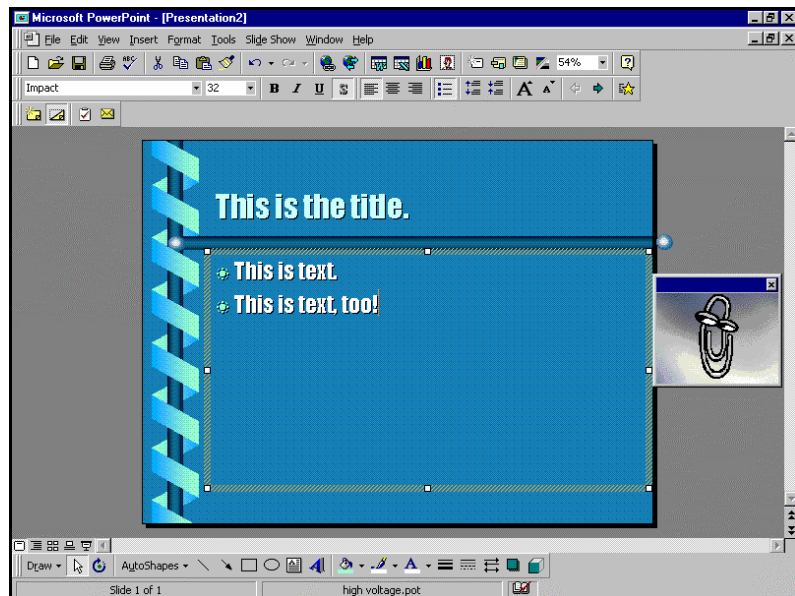 Microsoft PowerPoint - [Presentation2]
File Edit View Insert Format Tools Slide Show Window Help
ABC 54%
Impact 32 B I U S A A
This is the title.
This is text.
This is text, too!
Draw AutoShapes A A A
Slide 1 of 1 high voltage.pot